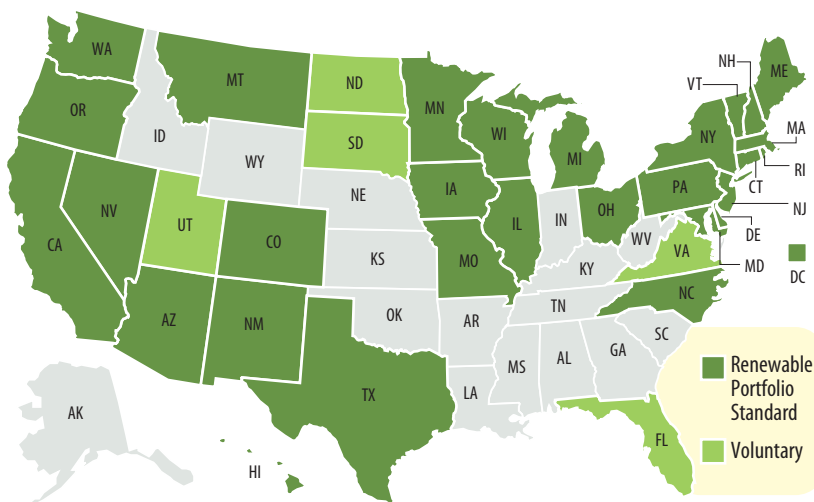 WA
MT
ND
MN
OR
ID
SD
WI
WY
MI
NH
VT
ME
NY
MA
RI
CT
NJ
DE
MD
DC
NV
UT
CO
NE
IA
IL
IN
OH
PA
CA
KS
MO
WV
VA
KY
AZ
NM
OK
AR
TN
NC
SC
TX
LA
MS
AL
GA
FL
AK
HI
Renewable
Portfolio
Standard
Voluntary